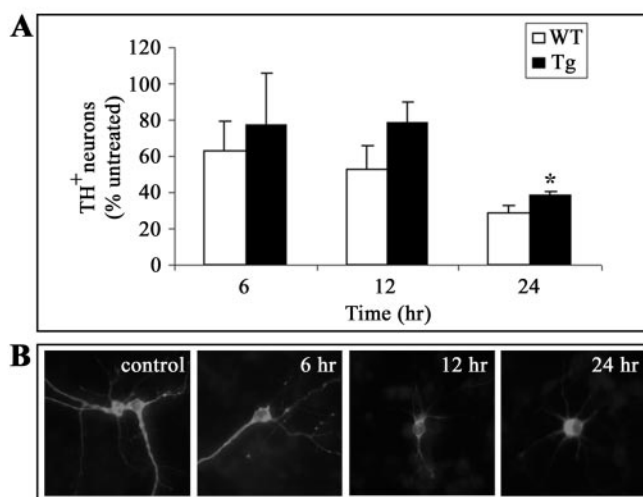 A
120
100
80
60
40
20
0
TH+ neurons
(% untreated)
WT
Tg
*
6
12
24
Time (hr)
B
control
6 hr
12 hr
24 hr